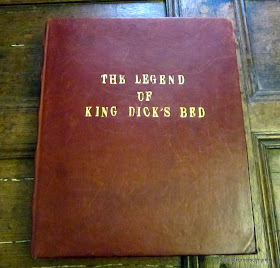 THE LEGEND
OF
KING DICK'S BED